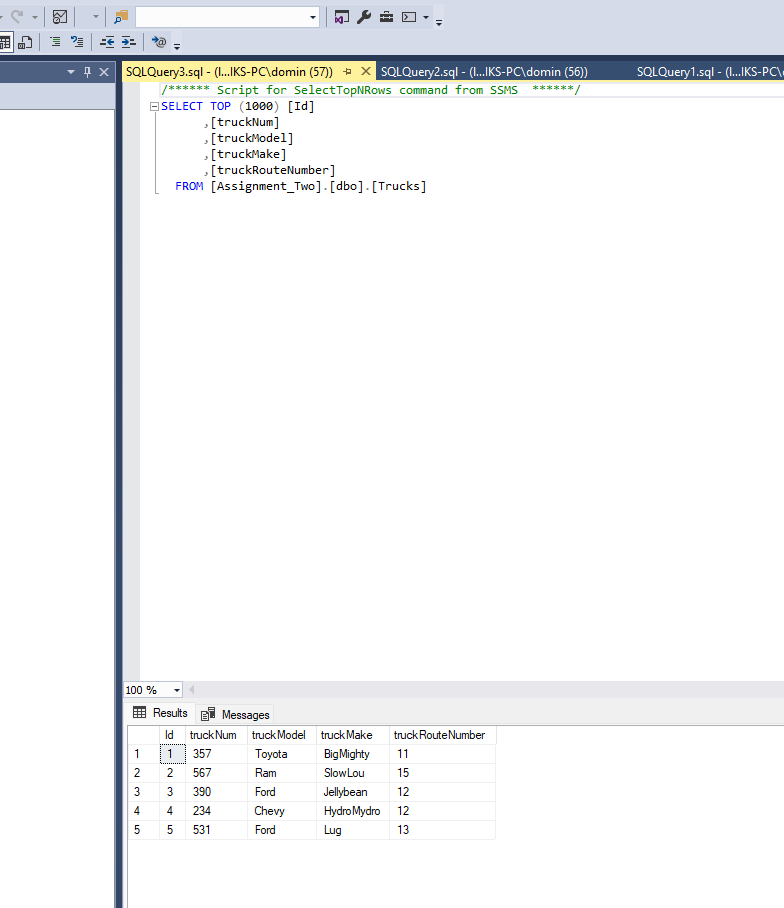 SQLQuery3.sql - (l...IKS-PC\domin (57)) SQLQuery2.sql - (l...IKS-PC\domin (56)) SQLQuery1.sql - (l...IKS-PC\
/****** Script for SelectTopNRows command from SSMS  ******/
SELECT TOP (1000) [Id]
,[truckNum]
,[truckModel]
,[truckMake]
,[truckRouteNumber]
FROM [Assignment_Two].[dbo].[Trucks]
100 %
Results Messages
Id truckNum truckModel truckMake truckRouteNumber
1 1 357 Toyota BigMighty 11
2 2 567 Ram SlowLou 15
3 3 390 Ford Jellybean 12
4 4 234 Chevy HydroMydro 12
5 5 531 Ford Lug 13